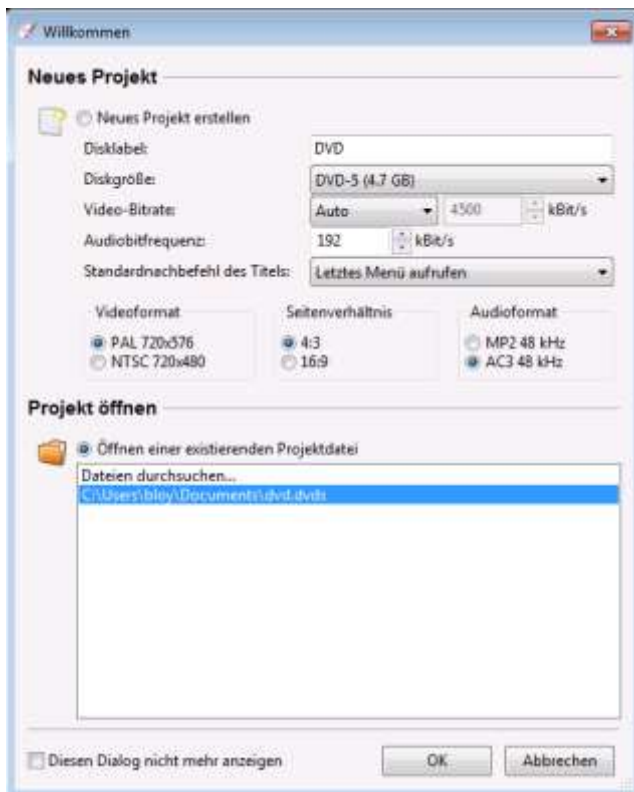 Willkommen
Neues Projekt
Neues Projekt erstellen
Disklabel: DVD
Diskgröße: DVD-5 (4.7 GB)
Video-Bitrate: Auto 4500 kBit/s
Audiobitfrequenz: 192 kBit/s
Standardnachbefehl des Titels: Letztes Menü aufrufen
Videoformat Seitenverhältnis Audioformat
PAL 720x576 4:3 MP2 48 kHz
NTSC 720x480 16:9 AC3 48 kHz
Projekt öffnen
Öffnen einer existierenden Projektdatei
Dateien durchsuchen...
C:\Users\bloy\Documents\dvd.dvds
Diesen Dialog nicht mehr anzeigen OK Abbrechen